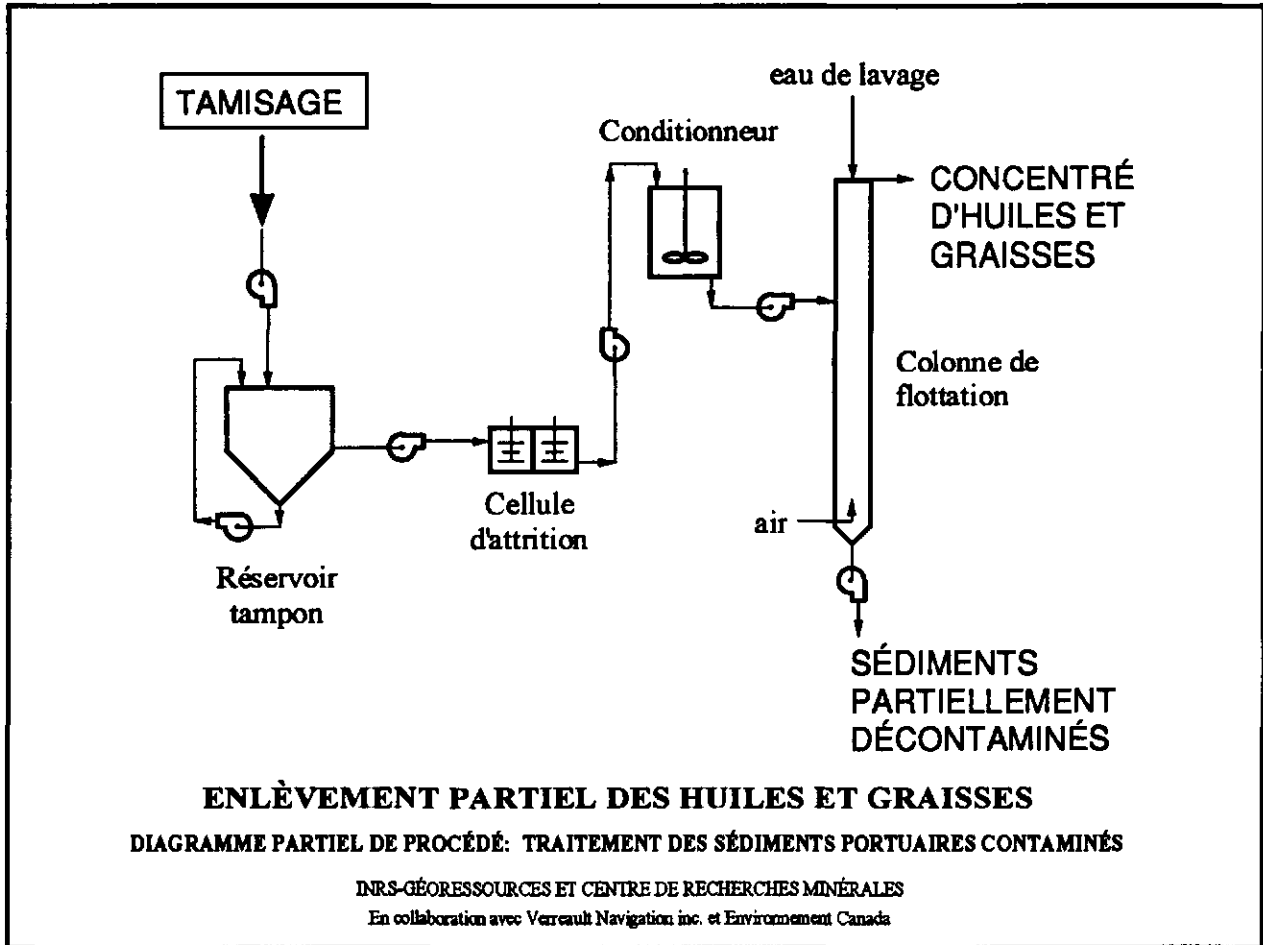 TAMISAGE
eau de lavage
Conditionneur
CONCENTRÉ
D'HUILES ET
GRAISSES
Colonne de
flottation
Cellule
d'attrition
air
Réservoir
tampon
SÉDIMENTS
PARTIELLEMENT
DÉCONTAMINÉS
ENLÈVEMENT PARTIEL DES HUILES ET GRAISSES
DIAGRAMME PARTIEL DE PROCÉDÉ: TRAITEMENT DES SÉDIMENTS PORTUAIRES CONTAMINÉS
INRS-GÉORESSOURCES ET CENTRE DE RECHERCHES MINÉRALES
En collaboration avec Verreault Navigation inc. et Environnement Canada